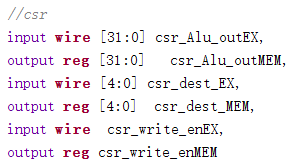 //csr
input wire [31:0] csr_Alu_outEX,
output reg [31:0] csr_Alu_outMEM,
input wire [4:0] csr_dest_EX,
output reg [4:0] csr_dest_MEM,
input wire csr_write_enEX,
output reg csr_write_enMEM